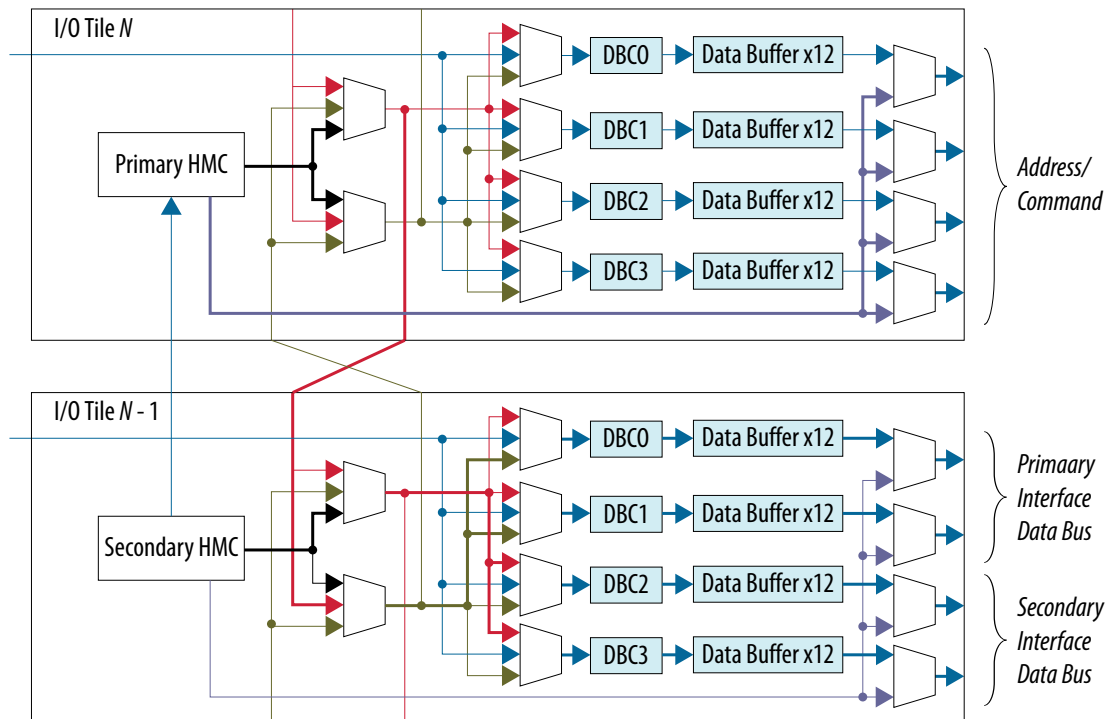 I/O Tile N
DBC0
Data Buffer x12
DBC1
Data Buffer x12
Primary HMC
Address/
Command
DBC2
Data Buffer x12
DBC3
Data Buffer x12
I/O Tile N - 1
DBC0
Data Buffer x12
Primaary
Interface
Data Bus
DBC1
Data Buffer x12
Secondary HMC
DBC2
Data Buffer x12
Secondary
Interface
Data Bus
DBC3
Data Buffer x12